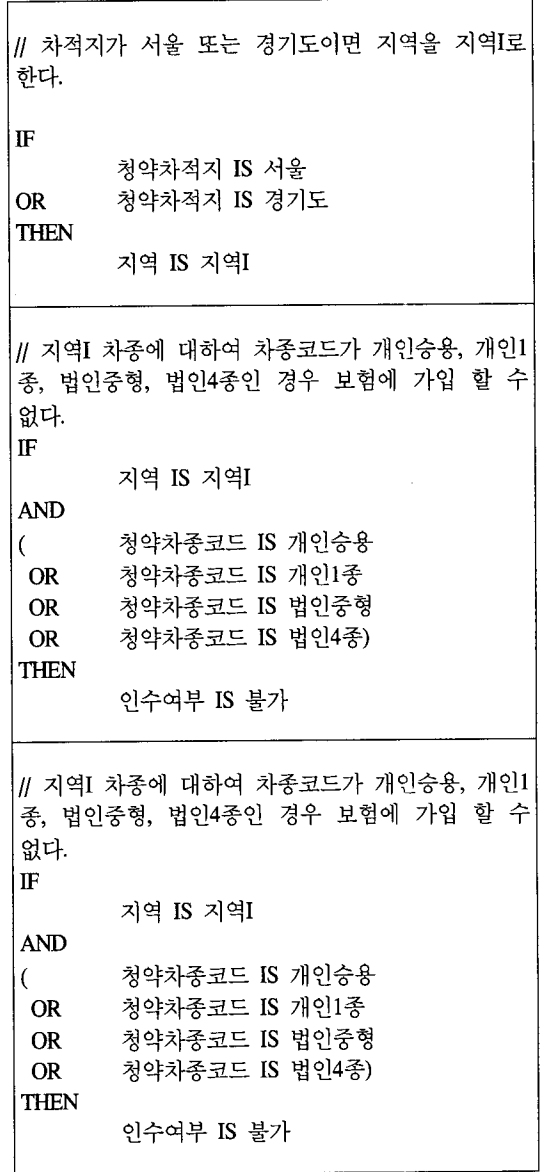 // 차적지가 서울 또는 경기도이면 지역을 지역I로
한다.
IF
청약차적지 IS 서울
OR 청약차적지 IS 경기도
THEN
지역 IS 지역I
// 지역I 차종에 대하여 차종코드가 개인승용, 개인1
종, 법인중형, 법인4종인 경우 보험에 가입 할 수
없다.
IF
지역 IS 지역I
AND
( 청약차종코드 IS 개인승용
OR 청약차종코드 IS 개인1종
OR 청약차종코드 IS 법인중형
OR 청약차종코드 IS 법인4종)
THEN
인수여부 IS 불가
// 지역I 차종에 대하여 차종코드가 개인승용, 개인1
종, 법인중형, 법인4종인 경우 보험에 가입 할 수
없다.
IF
지역 IS 지역I
AND
( 청약차종코드 IS 개인승용
OR 청약차종코드 IS 개인1종
OR 청약차종코드 IS 법인중형
OR 청약차종코드 IS 법인4종)
THEN
인수여부 IS 불가